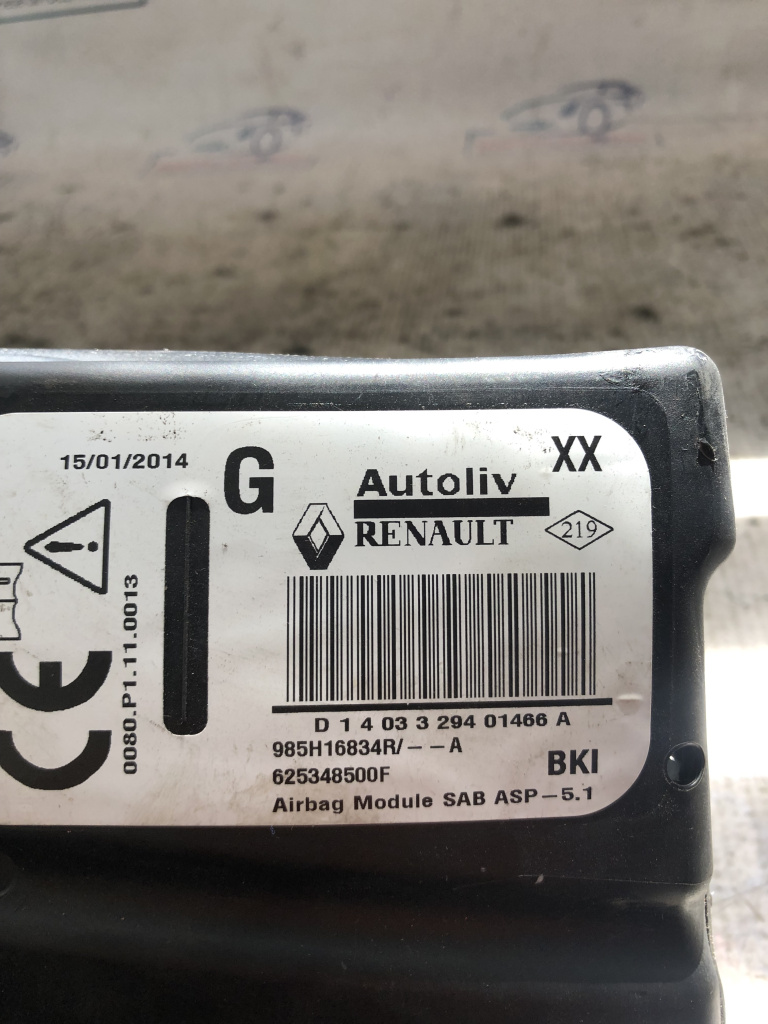 15/01/2014
G
XX
Autoliv
RENAULT
219
CE
0080.P1.11.0013
D 1 4 03 3 294 01466 A
985H16834R/--A
625348500F
BKI
Airbag Module SAB ASP-5.1